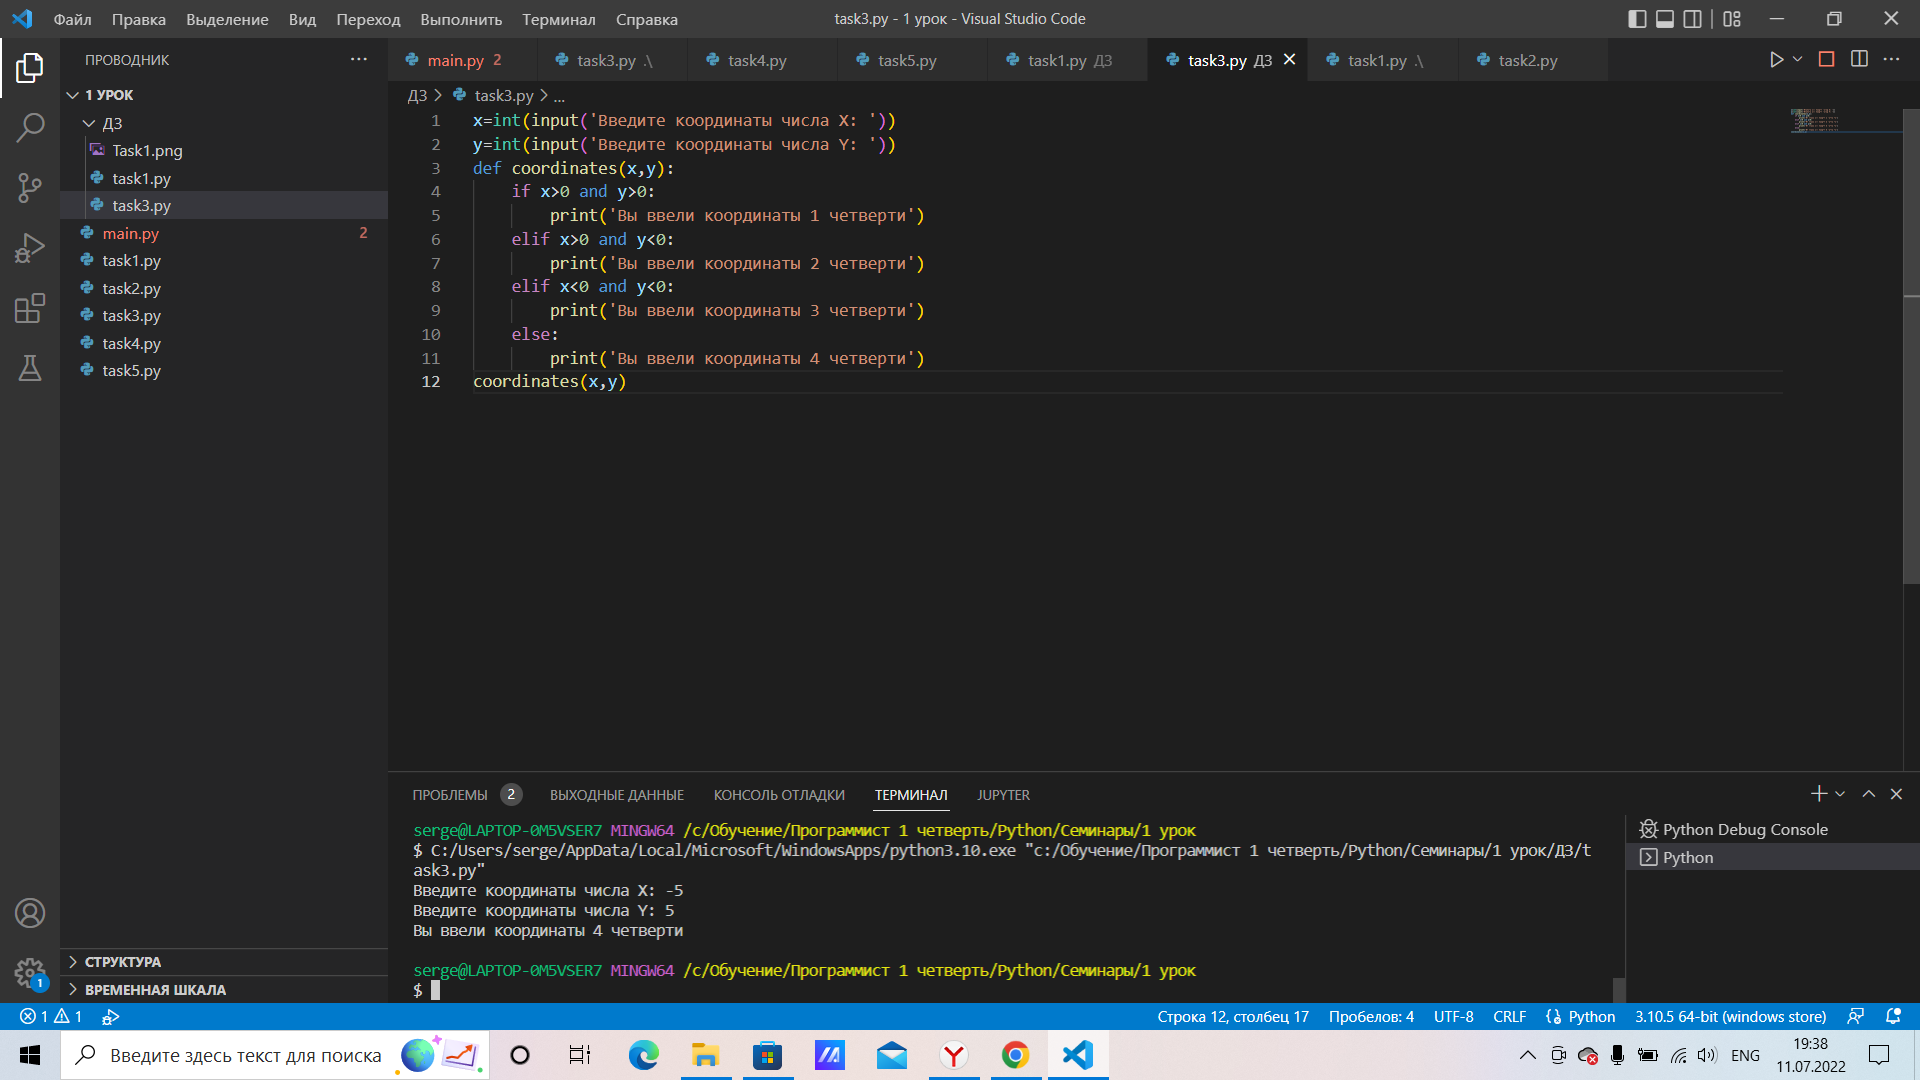 Файл Правка Выделение Вид Переход Выполнить Терминал Справка
task3.py - 1 урок - Visual Studio Code
ПРОВОДНИК
main.py 2 task3.py .\ task4.py task5.py task1.py ДЗ task3.py ДЗ task1.py .\ task2.py
1 УРОК
ДЗ
Task1.png
task1.py
task3.py
main.py 2
task1.py
task2.py
task3.py
task4.py
task5.py
СТРУКТУРА
ВРЕМЕННАЯ ШКАЛА
ДЗ > task3.py > ...
1 x=int(input('Введите координаты числа X: '))
2 y=int(input('Введите координаты числа Y: '))
3 def coordinates(x,y):
4 if x>0 and y>0:
5 print('Вы ввели координаты 1 четверти')
6 elif x>0 and y<0:
7 print('Вы ввели координаты 2 четверти')
8 elif x<0 and y<0:
9 print('Вы ввели координаты 3 четверти')
10 else:
11 print('Вы ввели координаты 4 четверти')
12 coordinates(x,y)
ПРОБЛЕМЫ 2 ВЫХОДНЫЕ ДАННЫЕ КОНСОЛЬ ОТЛАДКИ ТЕРМИНАЛ JUPYTER
serge@LAPTOP-0M5VSER7 MINGW64 /c/Обучение/Программист 1 четверть/Python/Семинары/1 урок
$ C:/Users/serge/AppData/Local/Microsoft/WindowsApps/python3.10.exe "c:/Обучение/Программист 1 четверть/Python/Семинары/1 урок/ДЗ/t
ask3.py"
Введите координаты числа X: -5
Введите координаты числа Y: 5
Вы ввели координаты 4 четверти
serge@LAPTOP-0M5VSER7 MINGW64 /c/Обучение/Программист 1 четверть/Python/Семинары/1 урок
$
Python Debug Console
Python
1
1 1
Строка 12, столбец 17 Пробелов: 4 UTF-8 CRLF Python 3.10.5 64-bit (windows store)
Введите здесь текст для поиска
ENG
19:38
11.07.2022